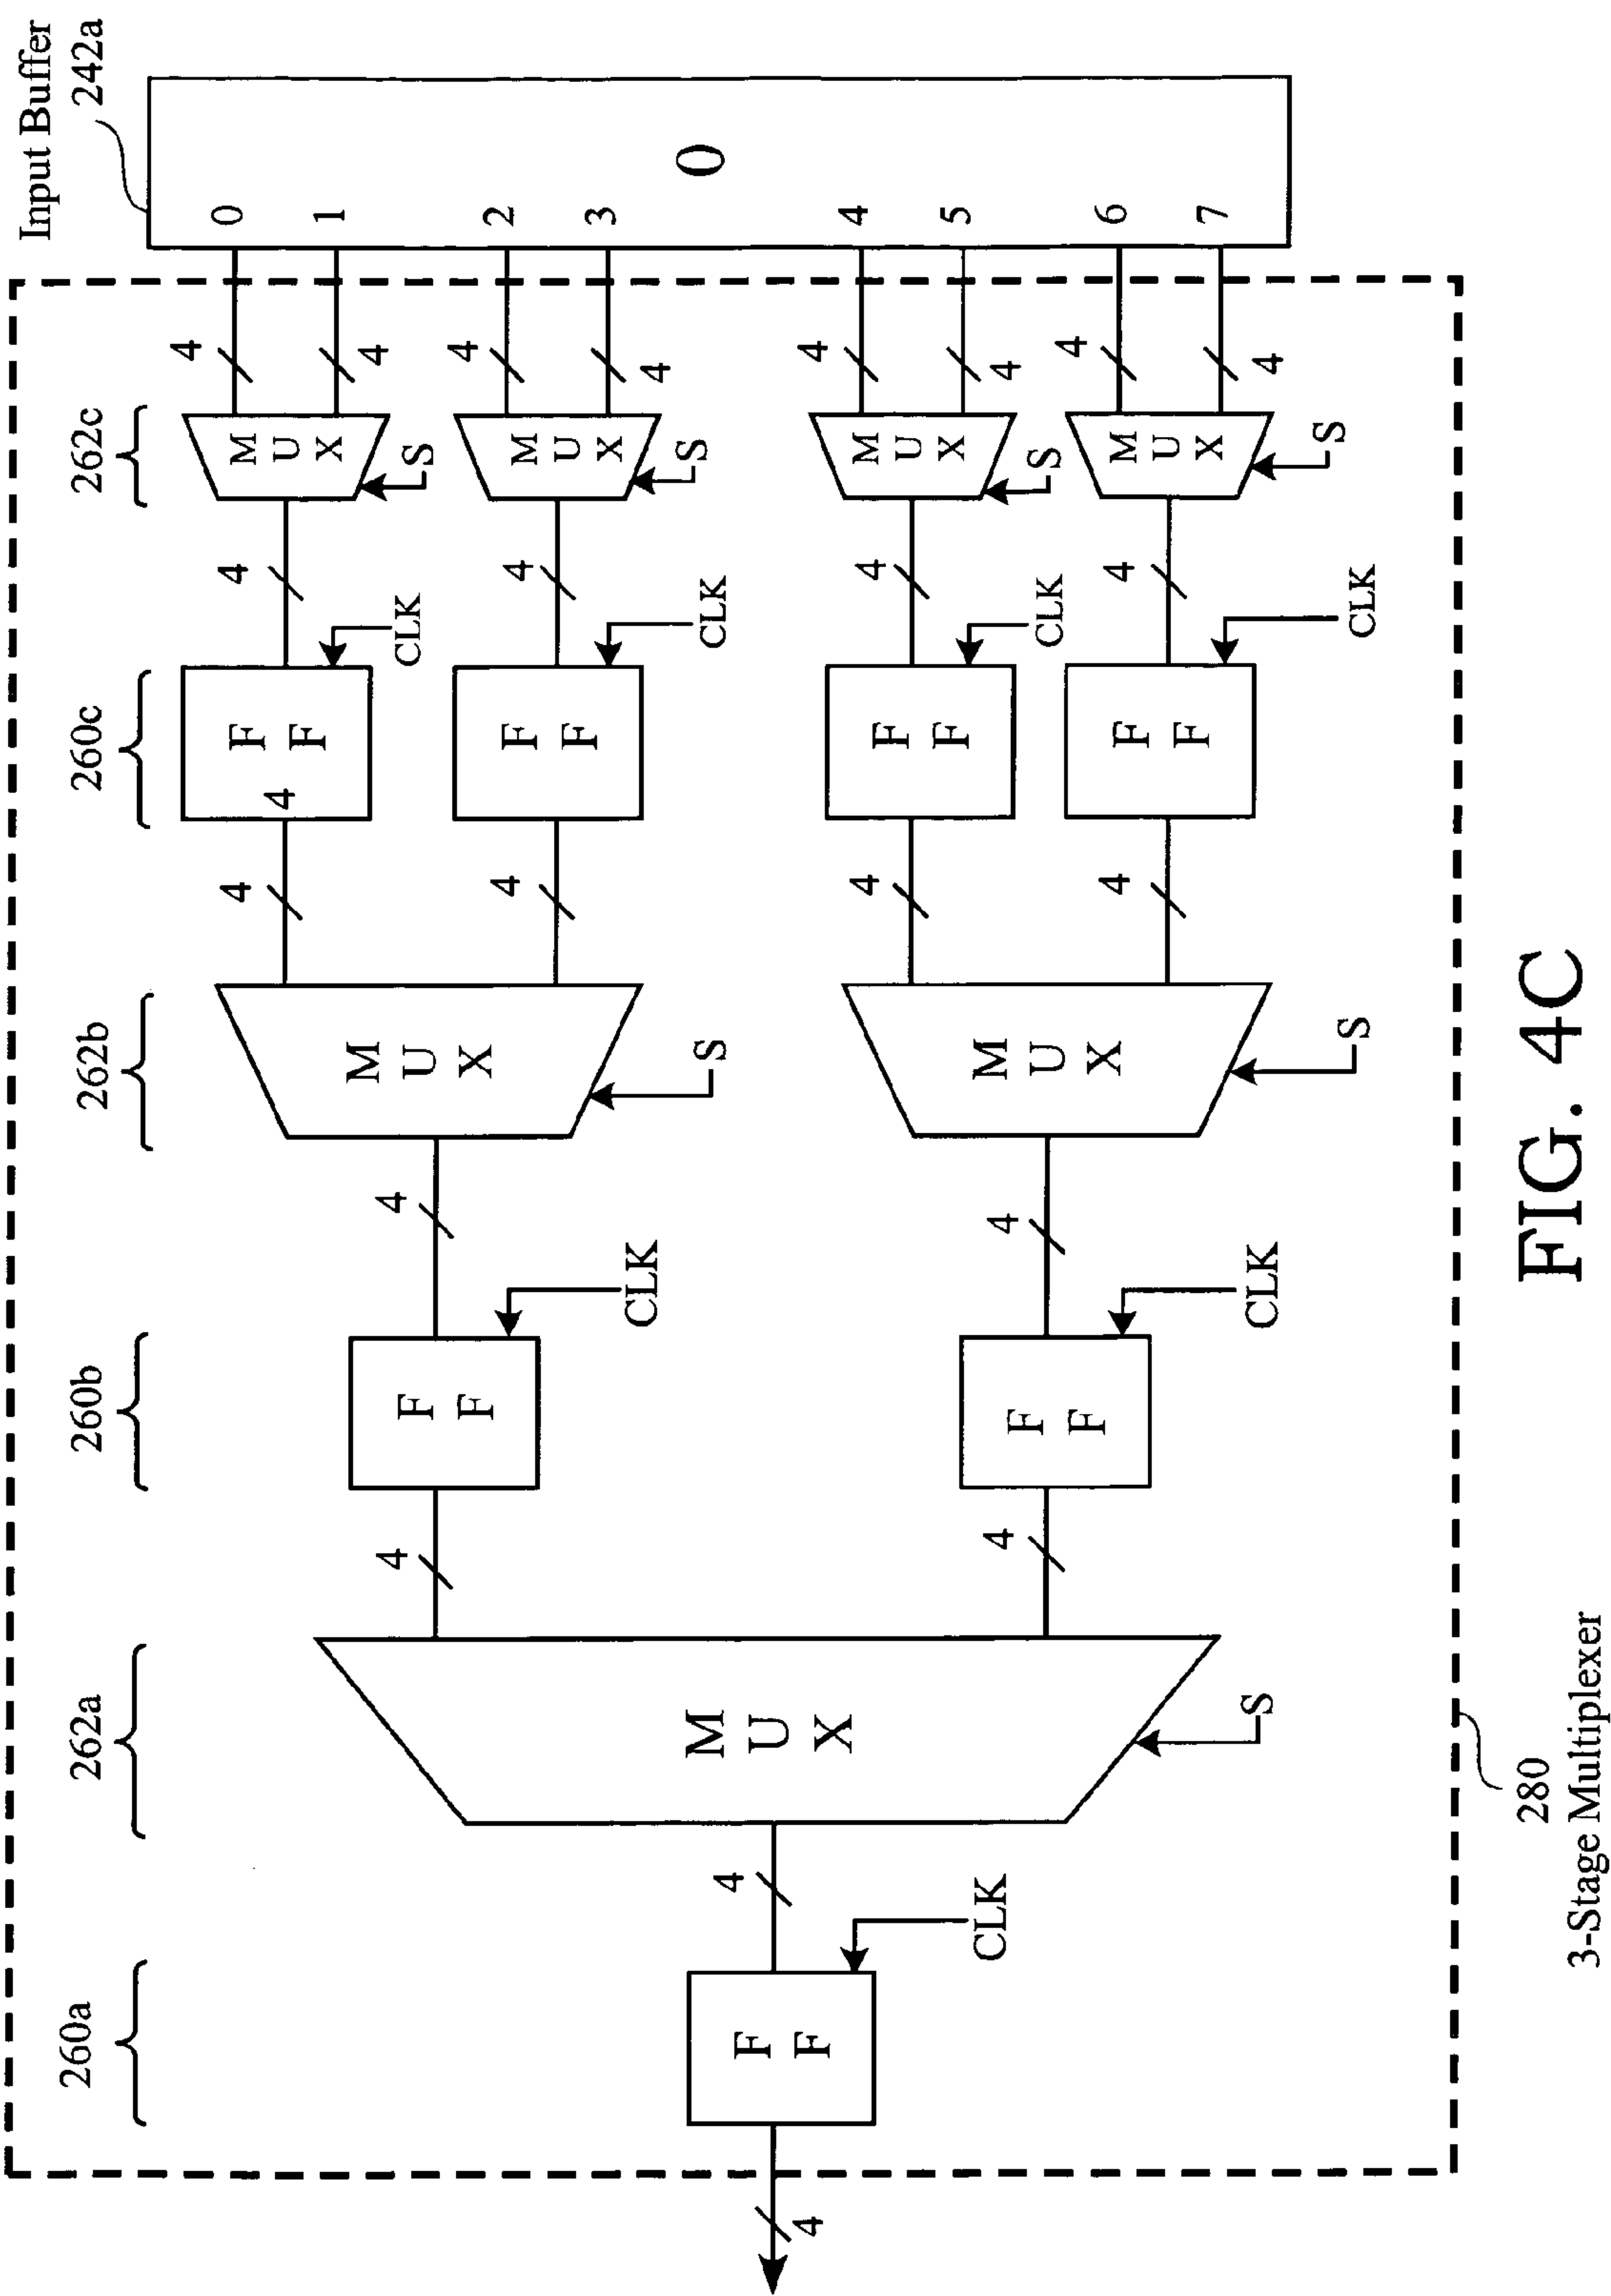 Input Buffer
242a
260a
262a
260b
262b
260c
262c
0
1
2
3
4
5
6
7
0
4
4
4
4
4
4
4
4
M
U
X
S
M
U
X
S
M
U
X
S
M
U
X
S
4
4
4
4
CLK
CLK
CLK
CLK
F
F
4
F
F
F
F
F
F
4
4
4
4
M
U
X
S
M
U
X
S
4
4
CLK
CLK
F
F
F
F
4
4
M
U
X
S
4
CLK
F
F
4
280
3-Stage Multiplexer
FIG. 4C